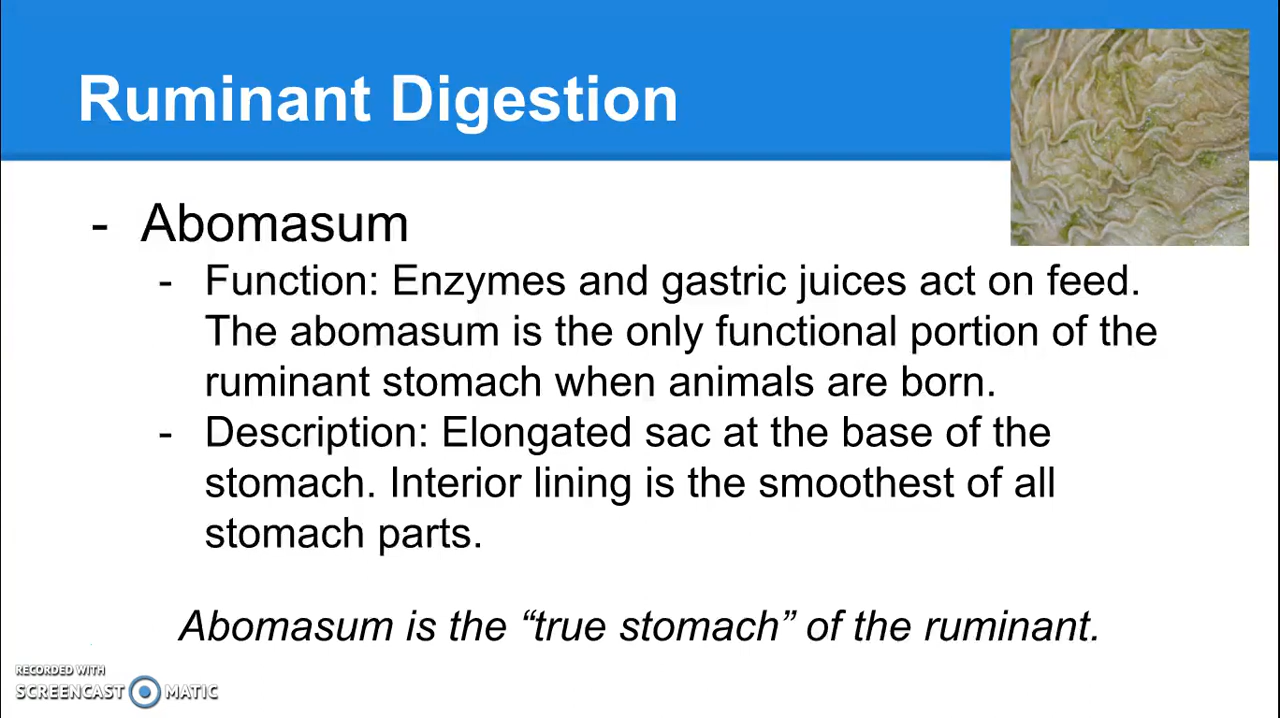 Ruminant Digestion
- Abomasum
- Function: Enzymes and gastric juices act on feed.
The abomasum is the only functional portion of the
ruminant stomach when animals are born.
- Description: Elongated sac at the base of the
stomach. Interior lining is the smoothest of all
stomach parts.
Abomasum is the “true stomach” of the ruminant.
RECORDED WITH
SCREENCAST MATIC